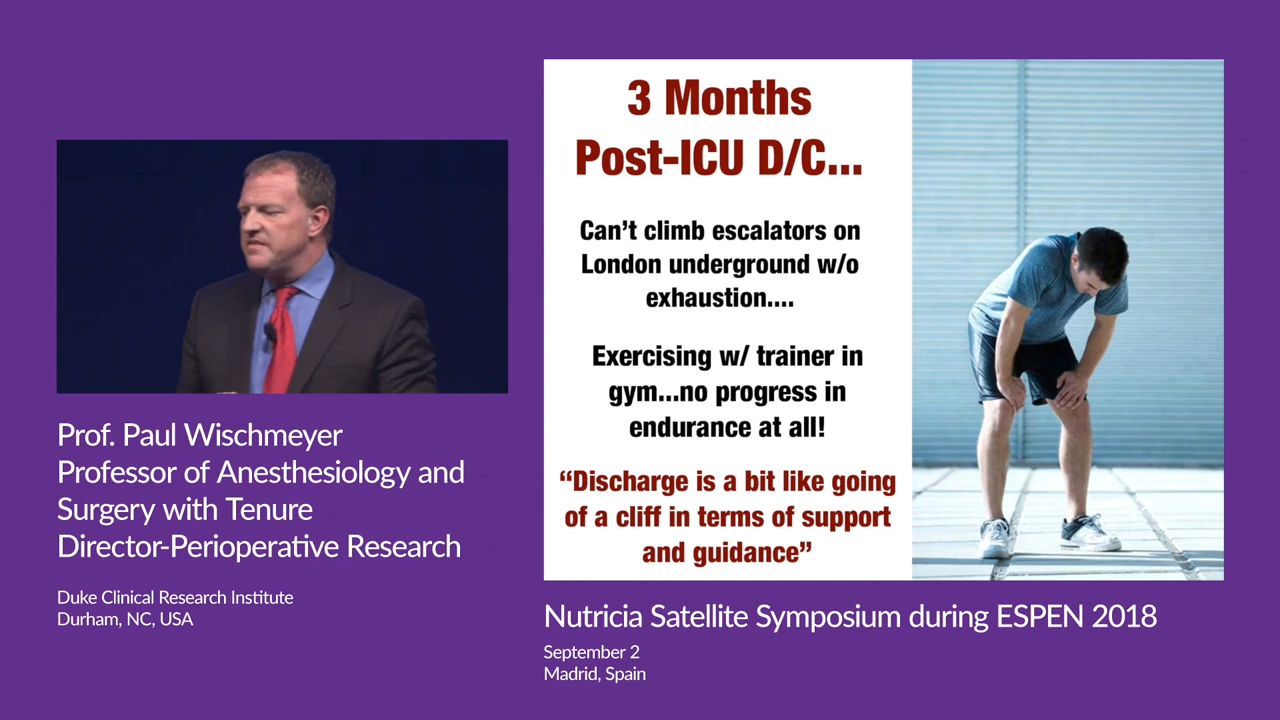 3 Months
Post-ICU D/C...
Can't climb escalators on
London underground w/o
exhaustion....
Exercising w/ trainer in
gym...no progress in
endurance at all!
“Discharge is a bit like going
of a cliff in terms of support
and guidance”
Prof. Paul Wischmeyer
Professor of Anesthesiology and
Surgery with Tenure
Director-Perioperative Research
Duke Clinical Research Institute
Durham, NC, USA
Nutricia Satellite Symposium during ESPEN 2018
September 2
Madrid, Spain